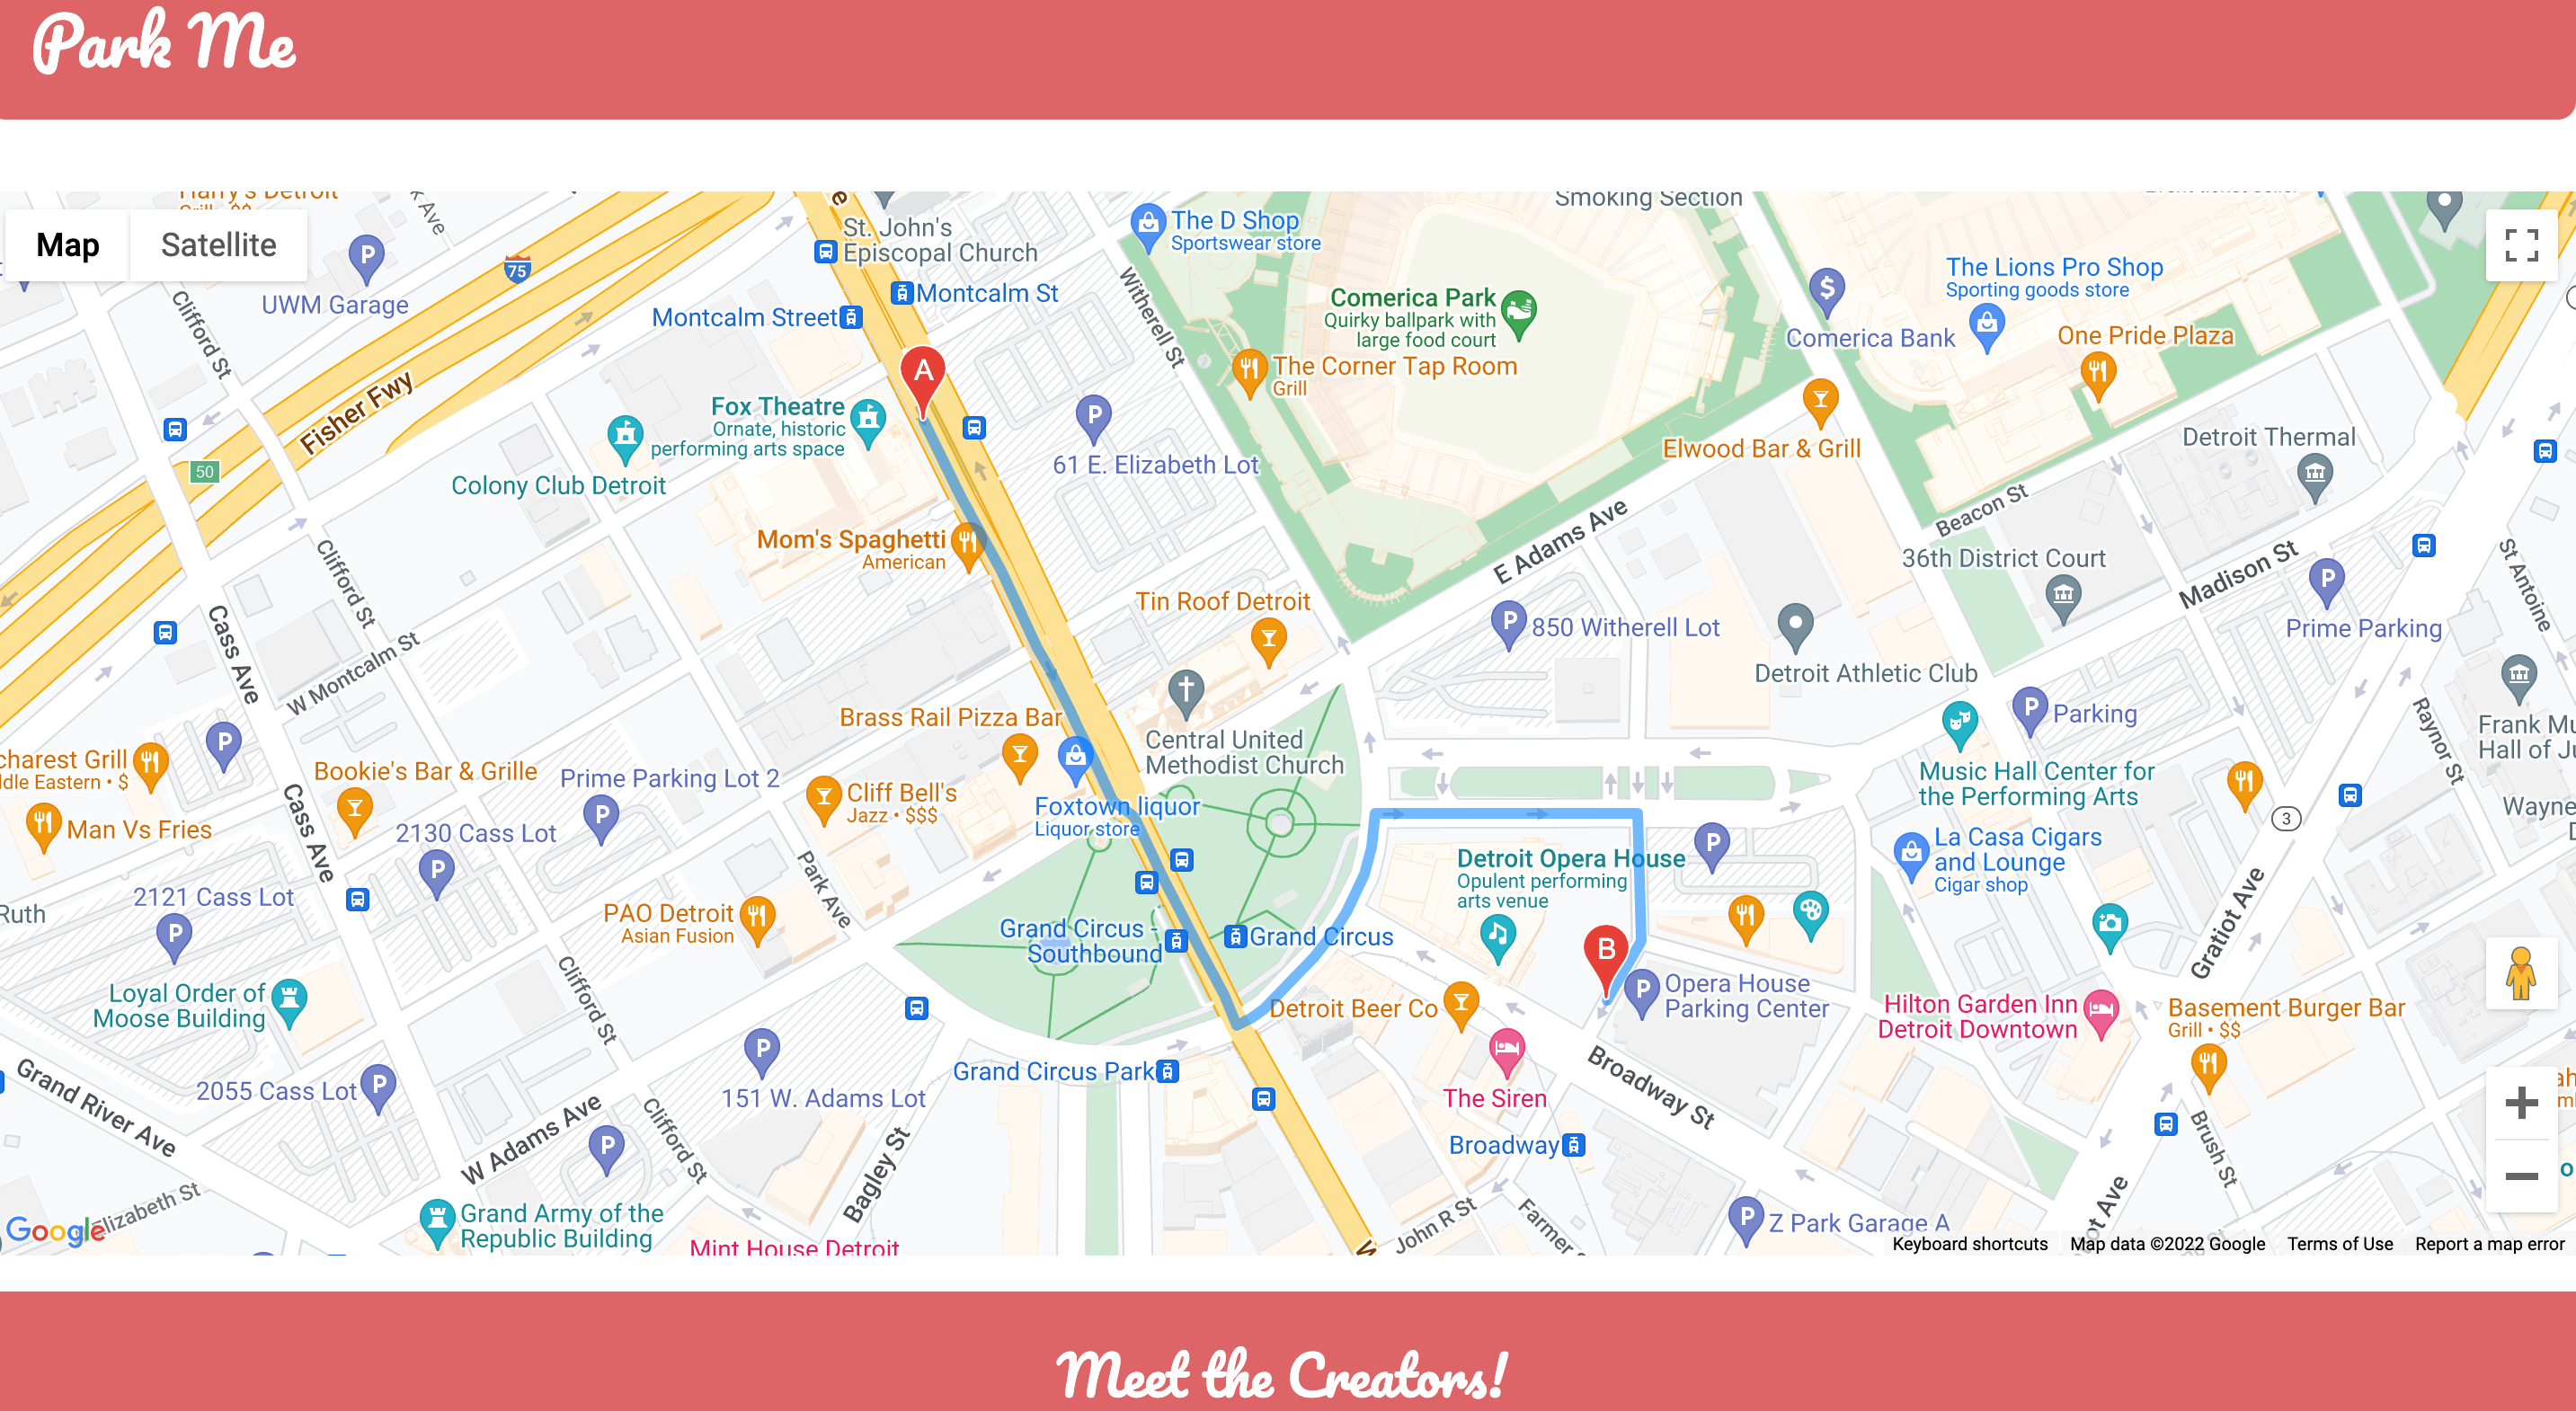 Park Me
Map
Satellite
UWM Garage
75
Clifford St
Fisher Fwy
50
St. John's
Episcopal Church
Montcalm St
Montcalm Street
A
Fox Theatre
Ornate, historic
performing arts space
Colony Club Detroit
Mom's Spaghetti
American
61 E. Elizabeth Lot
Witherell St
The D Shop
Sportswear store
Smoking Section
Comerica Park
Quirky ballpark with
large food court
The Corner Tap Room
Grill
Comerica Bank
The Lions Pro Shop
Sporting goods store
One Pride Plaza
Elwood Bar & Grill
Detroit Thermal
Beacon St
E Adams Ave
36th District Court
Madison St
St Antoine
Prime Parking
Tin Roof Detroit
850 Witherell Lot
Detroit Athletic Club
Clifford St
Cass Ave
W Montcalm St
Brass Rail Pizza Bar
Central United
Methodist Church
Parking
Raynor St
Music Hall Center for
the Performing Arts
Man Vs Fries
Bookie's Bar & Grille
Prime Parking Lot 2
Cliff Bell's
Jazz • $$$
Foxtown liquor
Liquor store
2130 Cass Lot
Cass Ave
Park Ave
2121 Cass Lot
PAO Detroit
Asian Fusion
Grand Circus -
Southbound
Grand Circus
Detroit Opera House
Opulent performing
arts venue
La Casa Cigars
and Lounge
Cigar shop
3
Gratiot Ave
B
Opera House
Parking Center
Detroit Beer Co
Hilton Garden Inn
Detroit Downtown
Basement Burger Bar
Grill • $$
Loyal Order of
Moose Building
Clifford St
Grand River Ave
2055 Cass Lot
151 W. Adams Lot
Grand Circus Park
The Siren
Broadway St
Broadway
W Adams Ave
Clifford St
Bagley St
Brush St
John R St
Farmer
Z Park Garage A
Grand Army of the
Republic Building
Mint House Detroit
Google
Keyboard shortcuts
Map data ©2022 Google
Terms of Use
Report a map error
Meet the Creators!